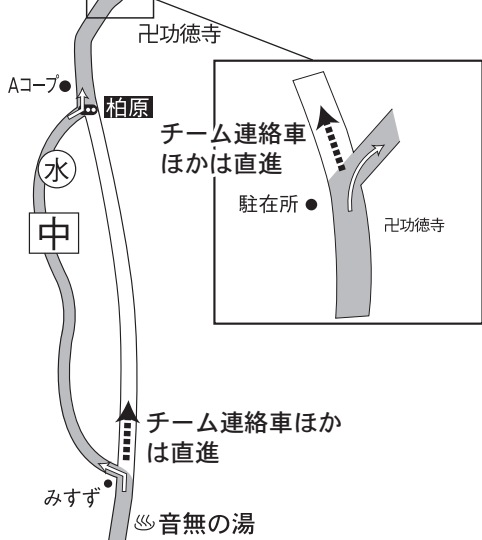 卍功徳寺
Aコープ
柏原
チーム連絡車
ほかは直進
駐在所
卍功徳寺
水
中
チーム連絡車ほか
は直進
みすず
♨音無の湯